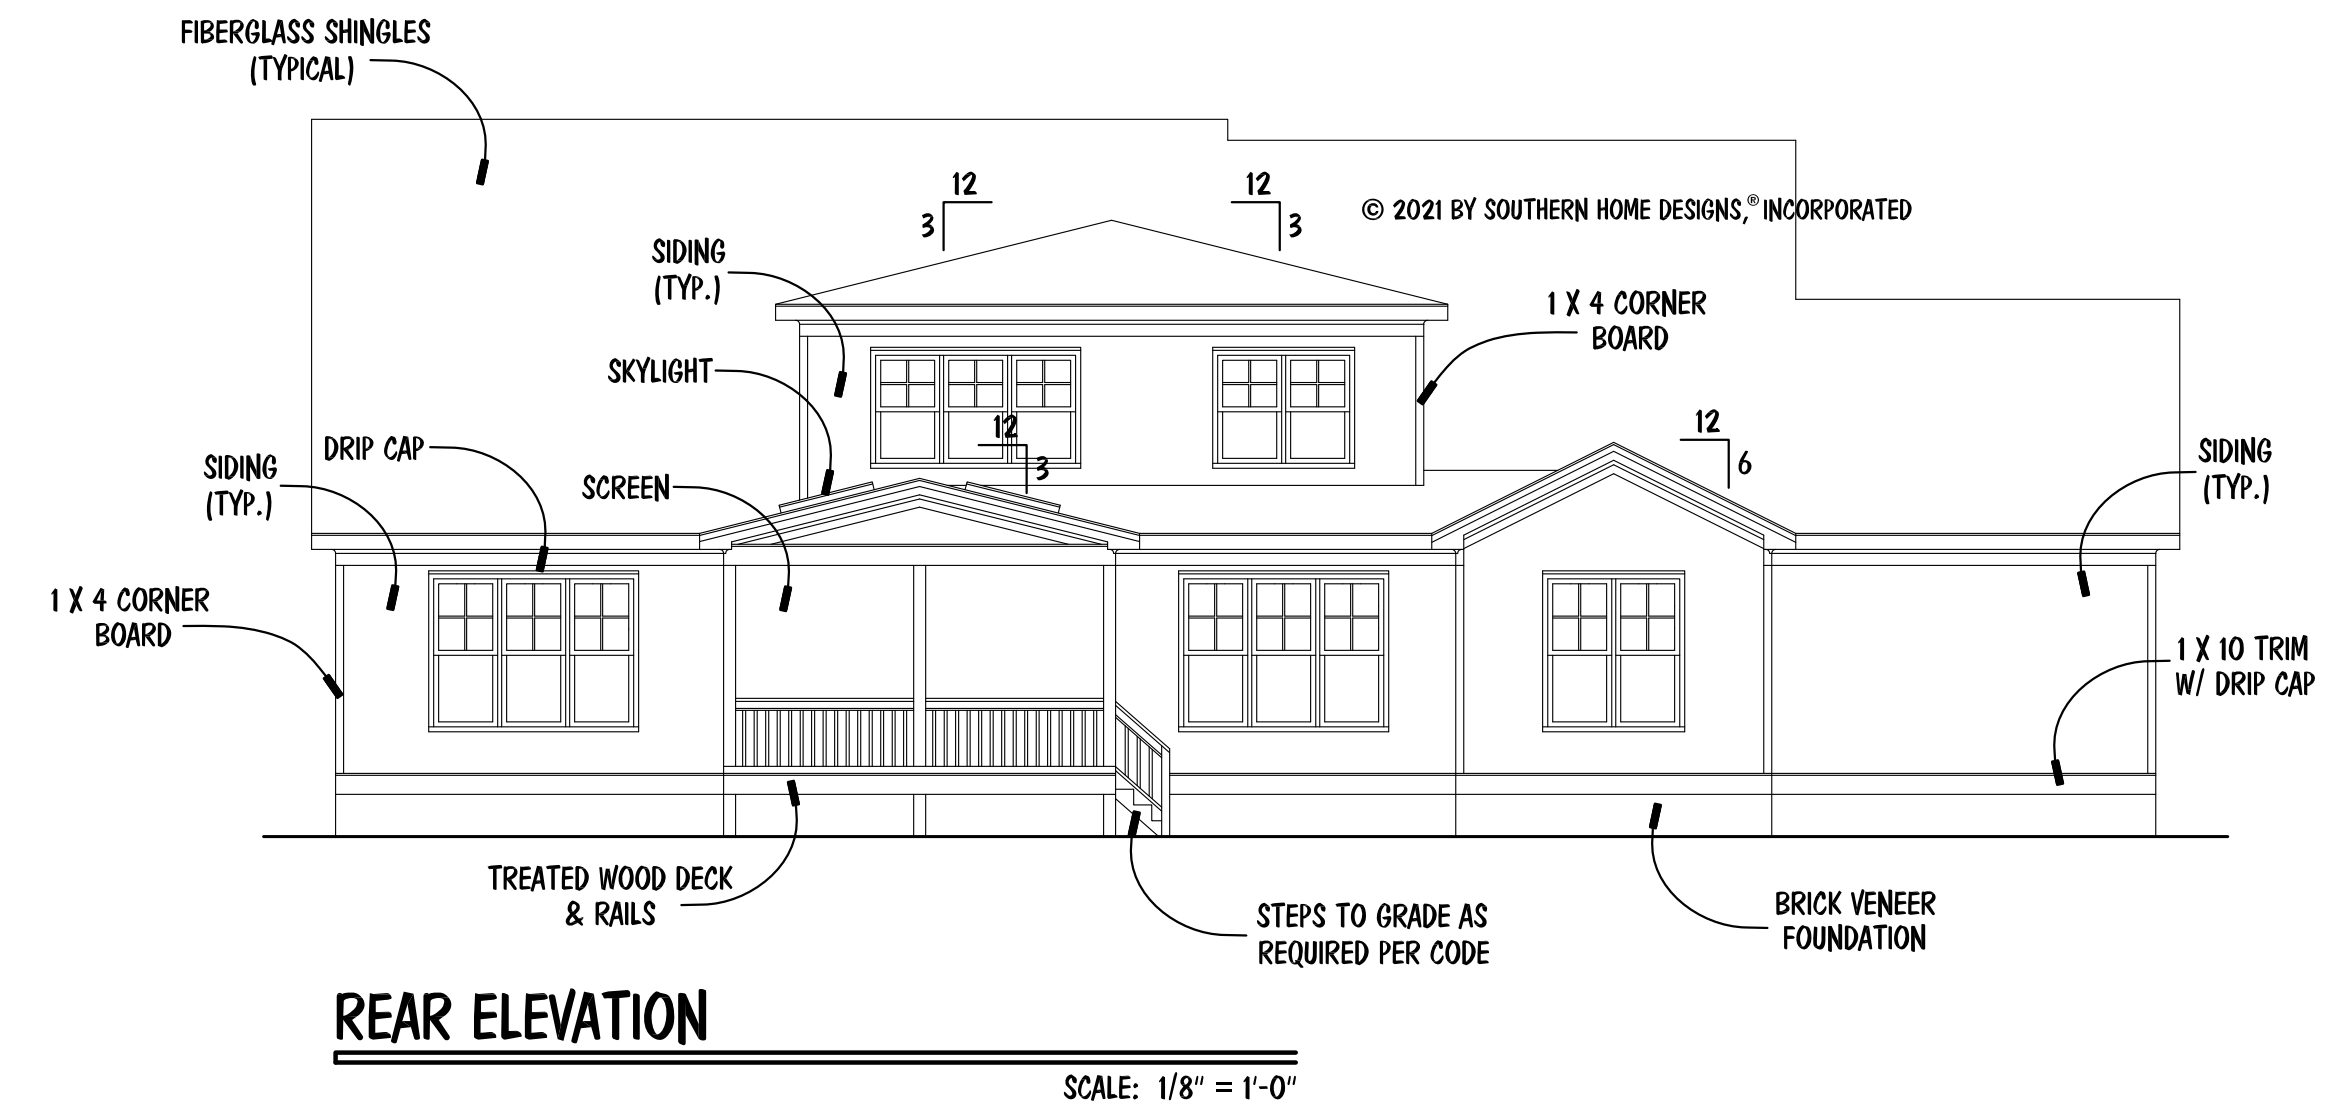 FIBERGLASS SHINGLES
(TYPICAL)
12
3
12
3
© 2021 BY SOUTHERN HOME DESIGNS,® INCORPORATED
SIDING
(TYP.)
1 X 4 CORNER
BOARD
SKYLIGHT
12
3
12
6
DRIP CAP
SIDING
(TYP.)
SCREEN
SIDING
(TYP.)
1 X 4 CORNER
BOARD
1 X 10 TRIM
W/ DRIP CAP
TREATED WOOD DECK
& RAILS
STEPS TO GRADE AS
REQUIRED PER CODE
BRICK VENEER
FOUNDATION
REAR ELEVATION
SCALE: 1/8" = 1'-0"